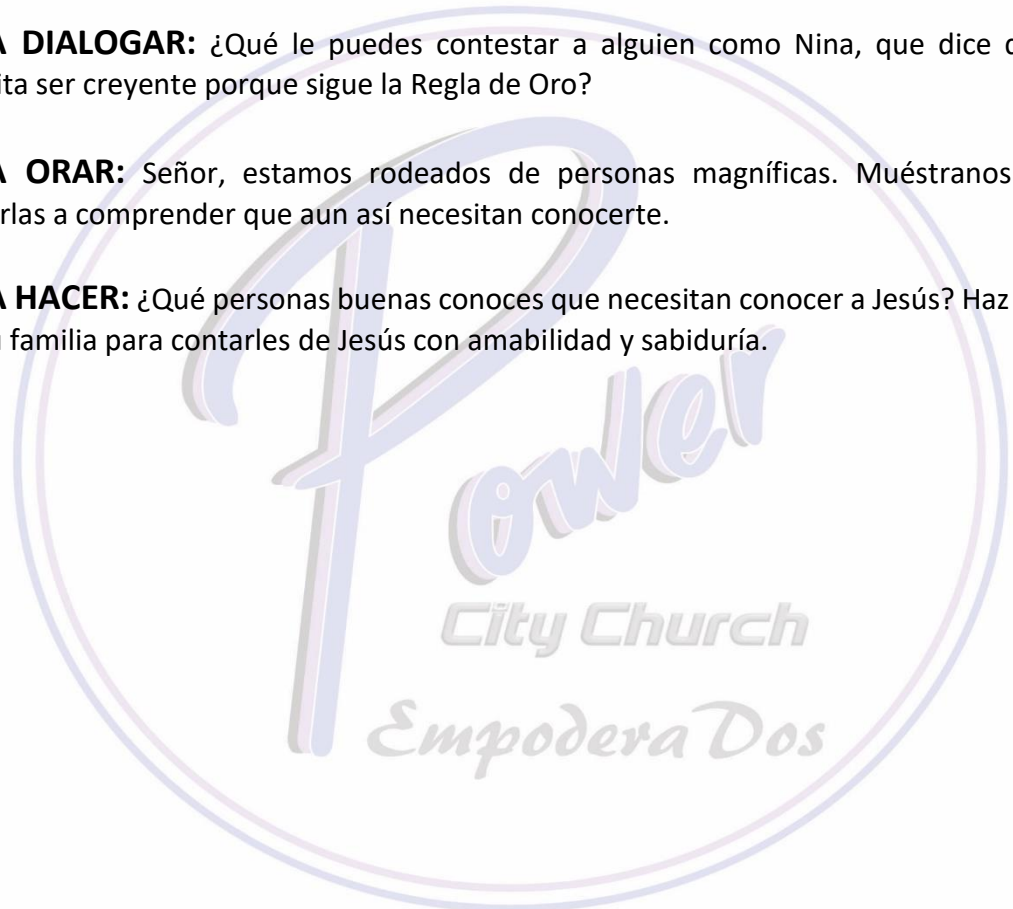 A DIALOGAR: ¿Qué le puedes contestar a alguien como Nina, que dice
ita ser creyente porque sigue la Regla de Oro?
A ORAR: Señor, estamos rodeados de personas magníficas. Muéstranos
rlas a comprender que aun así necesitan conocerte.
A HACER: ¿Qué personas buenas conoces que necesitan conocer a Jesús? Haz
familia para contarles de Jesús con amabilidad y sabiduría.
Power
City Church
EmpoderaDos